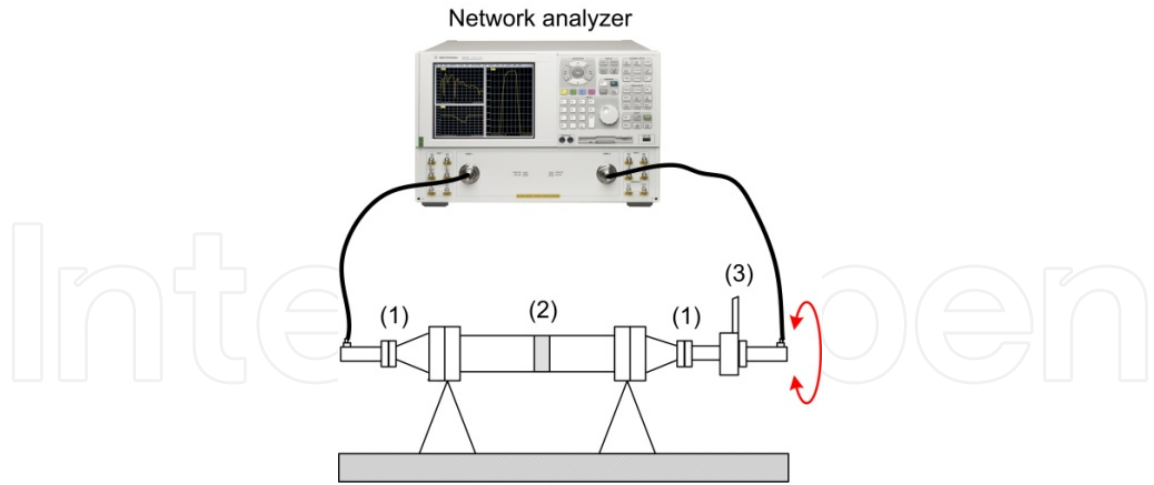 Network analyzer
(3)
(1)
(2)
(1)
IntechOpen